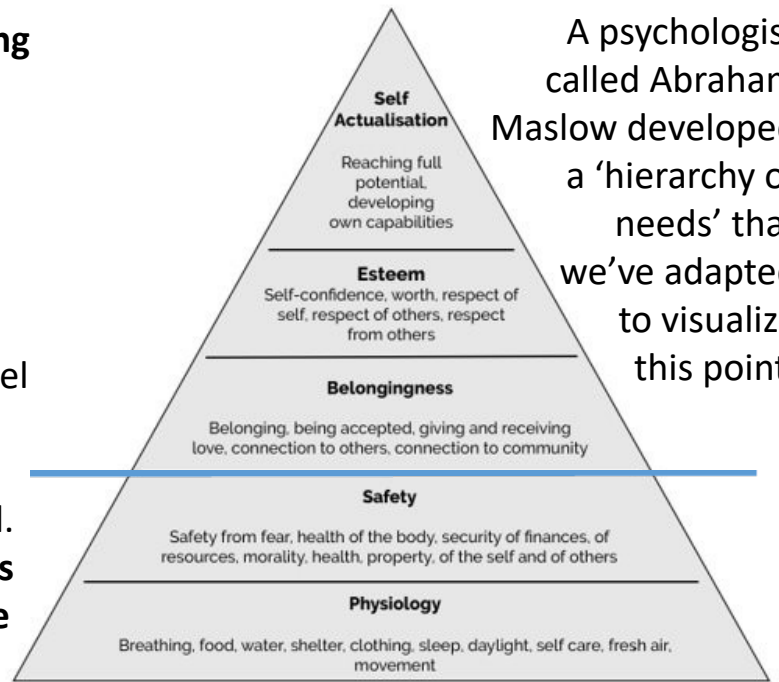 ng
el
l.
s
e
A psychologis
called Abraham
Maslow developed
a ‘hierarchy o
needs’ tha
we’ve adapted
to visualiz
this point
Self
Actualisation
Reaching full
potential,
developing
own capabilities
Esteem
Self-confidence, worth, respect of
self, respect of others, respect
from others
Belongingness
Belonging, being accepted, giving and receiving
love, connection to others, connection to community
Safety
Safety from fear, health of the body, security of finances, of
resources, morality, health, property, of the self and of others
Physiology
Breathing, food, water, shelter, clothing, sleep, daylight, self care, fresh air,
movement